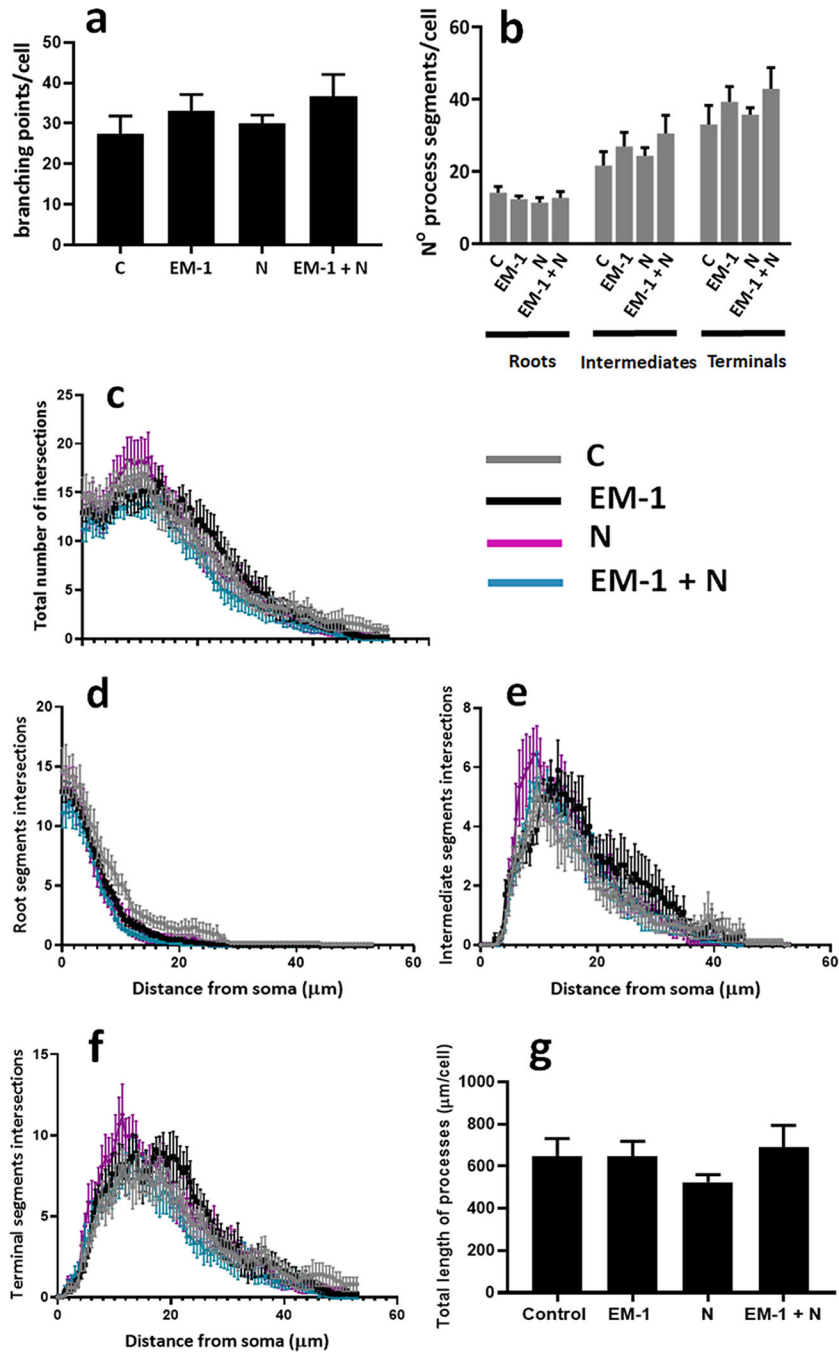 a
branching points/cell
50
40
30
20
10
0
C EM-1 N EM-1 + N
b
N° process segments/cell
60
40
20
0
C EM-1 N EM-1 + N C EM-1 N EM-1 + N C EM-1 N EM-1 + N
Roots Intermediates Terminals
c
Total number of intersections
25
20
15
10
5
0
C
EM-1
N
EM-1 + N
d
Root segments intersections
20
15
10
5
0
0 20 40 60
Distance from soma (μm)
e
Intermediate segments intersections
8
6
4
2
0
0 20 40 60
Distance from soma (μm)
f
Terminal segments intersections
15
10
5
0
0 20 40 60
Distance from soma (μm)
g
Total length of processes (μm/cell)
1000
800
600
400
200
0
Control EM-1 N EM-1 + N